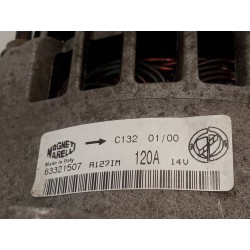 MAGNETI
MARELLI
Made in Italy
C132 01/00
63321507 A127IM 120A 14V